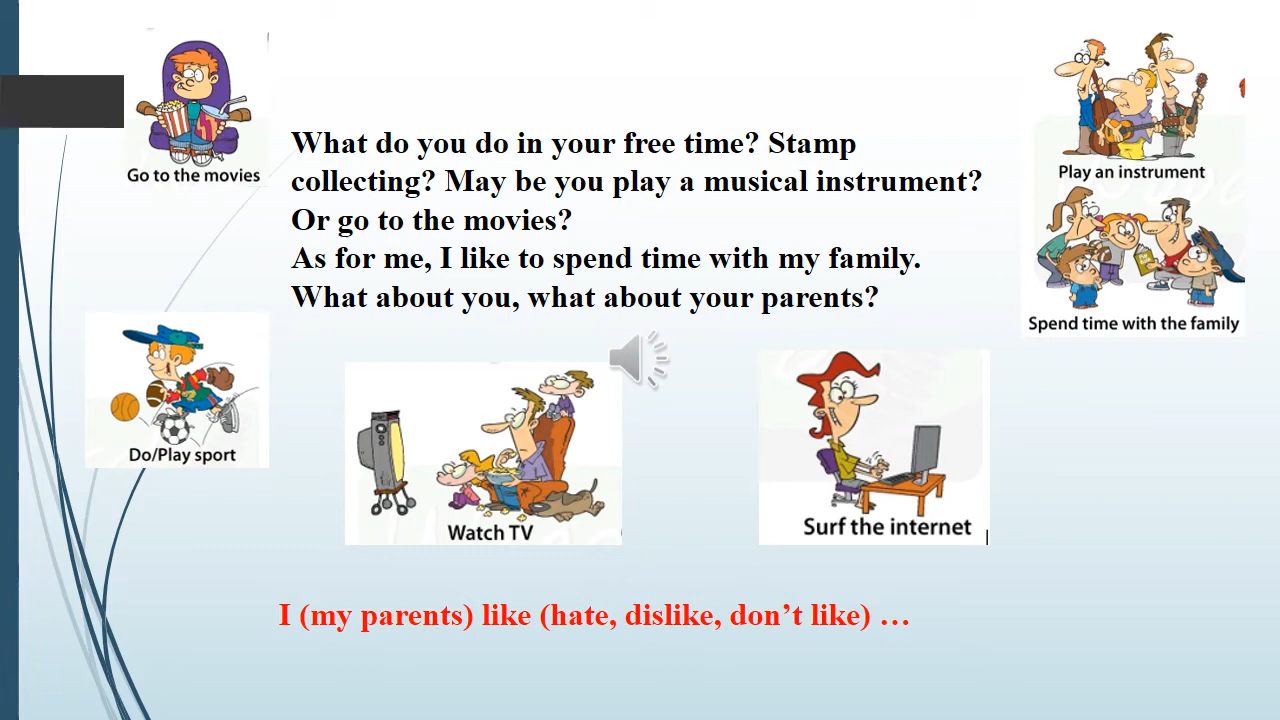 Go to the movies
Play an instrument
What do you do in your free time? Stamp
collecting? May be you play a musical instrument?
Or go to the movies?
As for me, I like to spend time with my family.
What about you, what about your parents?
Spend time with the family
Do/Play sport
Watch TV
Surf the internet
I (my parents) like (hate, dislike, don’t like) …